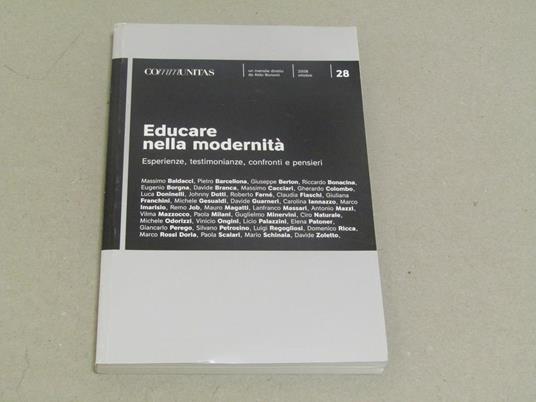 COMMUNITAS
un mensile diretto
da Aldo Bonomi
2008
ottobre
28
Educare
nella modernità
Esperienze, testimonianze, confronti e pensieri
Massimo Baldacci, Pietro Barcellona, Giuseppe Berton, Riccardo Bonacina,
Eugenio Borgna, Davide Branca, Massimo Cacciari, Gherardo Colombo,
Luca Doninelli, Johnny Dotti, Roberto Farné, Claudia Fiaschi, Giuliana
Franchini, Michele Gesualdi, Davide Guarneri, Carolina Iannazzo, Marco
Imarisio, Remo Job, Mauro Magatti, Lanfranco Massari, Antonio Mazzi,
Vilma Mazzocco, Paola Milani, Guglielmo Minervini, Ciro Naturale,
Michele Odorizzi, Vinicio Ongini, Licio Palazzini, Elena Patoner,
Giancarlo Perego, Silvano Petrosino, Luigi Regogliosi, Domenico Ricca,
Marco Rossi Doria, Paola Scalari, Mario Schinaia, Davide Zoletto,